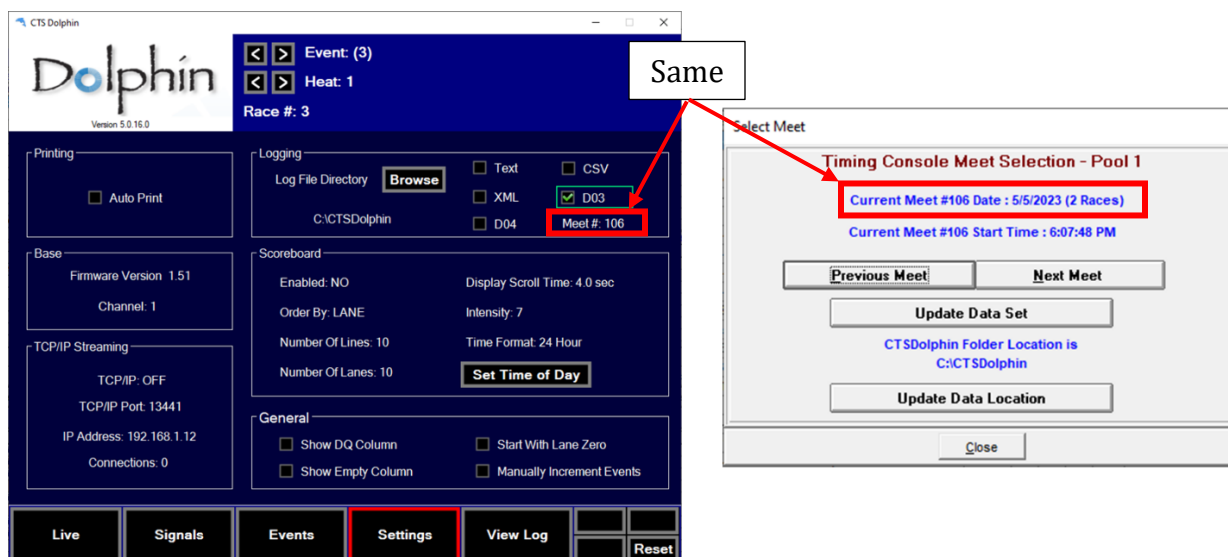 CTS Dolphin
Dolphin
Version 5.0.16.0
Event: (3)
Heat: 1
Race #: 3
Same
Printing
Auto Print
Logging
Log File Directory Browse
C:\CTSDolphin
Text CSV
XML D03
D04 Meet #: 106
Base
Firmware Version 1.51
Channel: 1
Scoreboard
Enabled: NO Display Scroll Time: 4.0 sec
Order By: LANE Intensity: 7
Number Of Lines: 10 Time Format: 24 Hour
Number Of Lanes: 10 Set Time of Day
TCP/IP Streaming
TCP/IP: OFF
TCP/IP Port: 13441
IP Address: 192.168.1.12
Connections: 0
General
Show DQ Column Start With Lane Zero
Show Empty Column Manually Increment Events
Live Signals Events Settings View Log Reset
Select Meet
Timing Console Meet Selection - Pool 1
Current Meet #106 Date : 5/5/2023 (2 Races)
Current Meet #106 Start Time : 6:07:48 PM
Previous Meet Next Meet
Update Data Set
CTSDolphin Folder Location is
C:\CTSDolphin
Update Data Location
Close